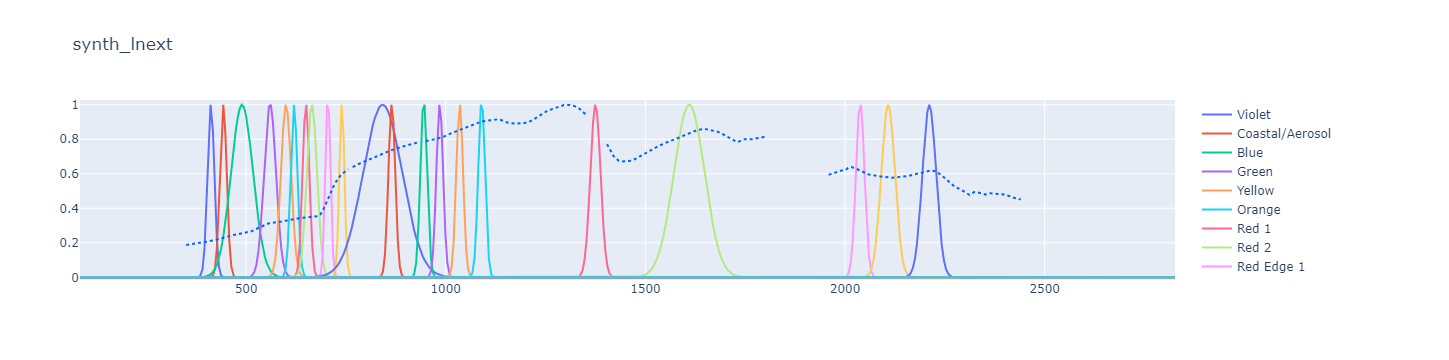 synth_lnext
1
0.8
0.6
0.4
0.2
0
500
1000
1500
2000
2500
Violet
Coastal/Aerosol
Blue
Green
Yellow
Orange
Red 1
Red 2
Red Edge 1